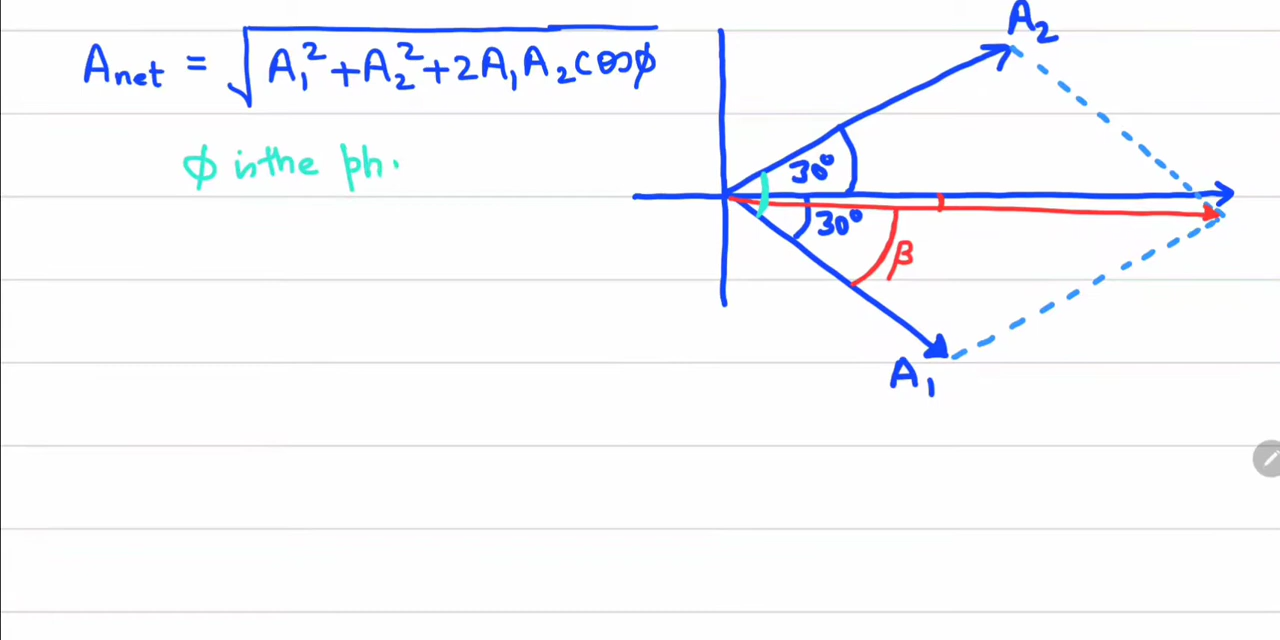 A₂
Aₙₑₜ = √(A₁² + A₂² + 2A₁A₂cosϕ)
ϕ is the ph.
30°
30°
β
A₁